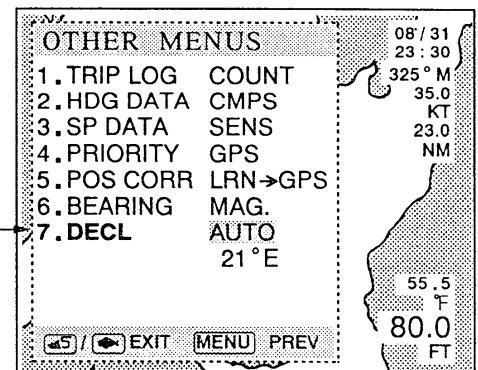 OTHER MENUS
1.TRIP LOG COUNT
2.HDG DATA CMPS
3.SP DATA SENS
4.PRIORITY GPS
5.POS CORR LRN→GPS
6.BEARING MAG.
7.DECL AUTO
21°E
/ EXIT MENU PREV
08/31
23:30
325°M
35.0
KT
23.0
NM
55.5
°F
80.0
FT